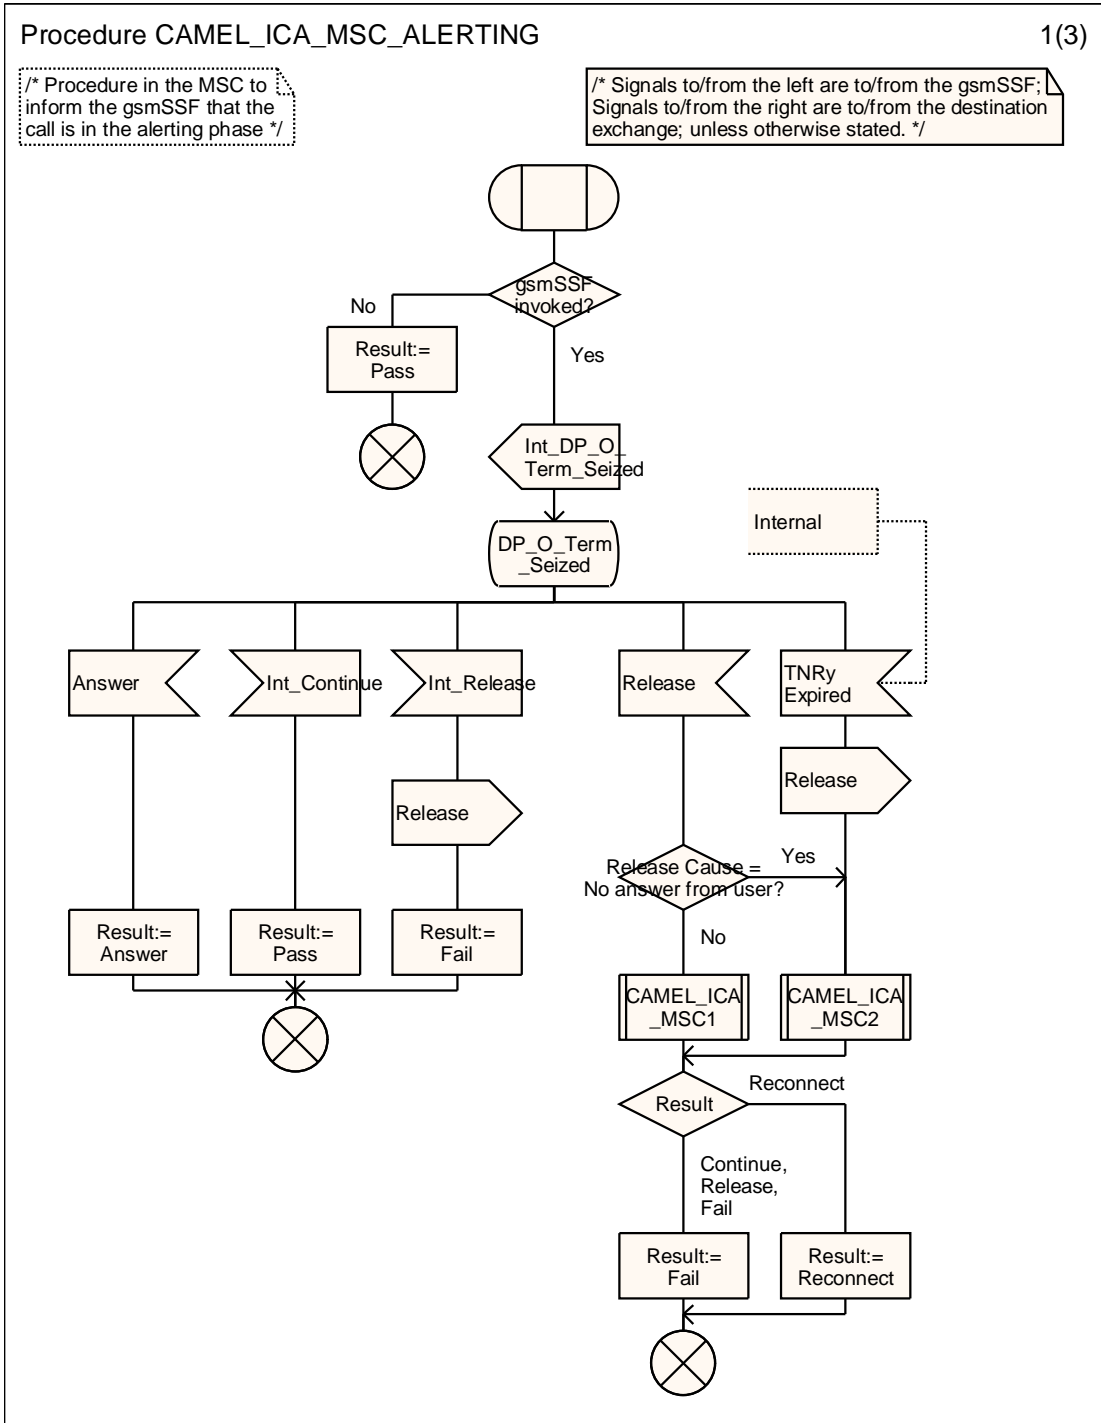 Procedure CAMEL_ICA_MSC_ALERTING
1(3)
/* Procedure in the MSC to
inform the gsmSSF that the
call is in the alerting phase */
/* Signals to/from the left are to/from the gsmSSF;
Signals to/from the right are to/from the destination
exchange; unless otherwise stated. */
gsmSSF
invoked?
No
Yes
Result:=
Pass
Int_DP_O_
Term_Seized
Internal
DP_O_Term
_Seized
Answer
Int_Continue
Int_Release
Release
TNRy
Expired
Release
Release
Release Cause =
No answer from user?
Yes
No
Result:=
Answer
Result:=
Pass
Result:=
Fail
CAMEL_ICA
_MSC1
CAMEL_ICA
_MSC2
Result
Reconnect
Continue,
Release,
Fail
Result:=
Fail
Result:=
Reconnect